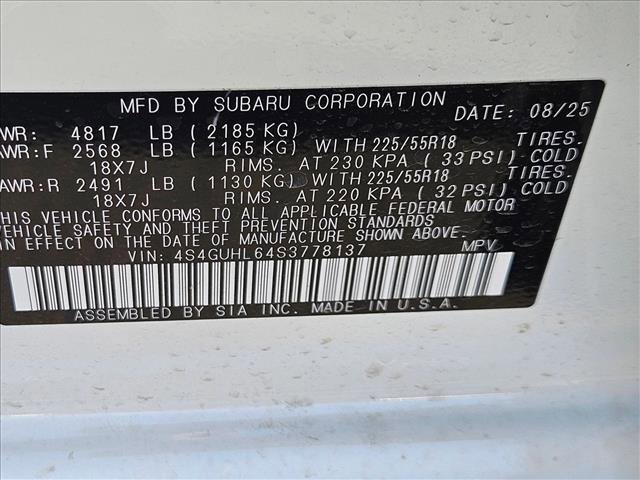 MFD BY SUBARU CORPORATION DATE: 08/25
WR: 4817 LB (2185 KG)
AWR:F 2568 LB (1165 KG) WITH 225/55R18 TIRES.
18X7J RIMS. AT 230 KPA (33 PSI) COLD
AWR:R 2491 LB (1130 KG) WITH 225/55R18 TIRES.
18X7J RIMS. AT 220 KPA (32 PSI) COLD
THIS VEHICLE CONFORMS TO ALL APPLICABLE FEDERAL MOTOR
VEHICLE SAFETY AND THEFT PREVENTION STANDARDS
IN EFFECT ON THE DATE OF MANUFACTURE SHOWN ABOVE.
VIN: 4S4GUHL64S3778137 MPV
ASSEMBLED BY SIA INC. MADE IN U.S.A.